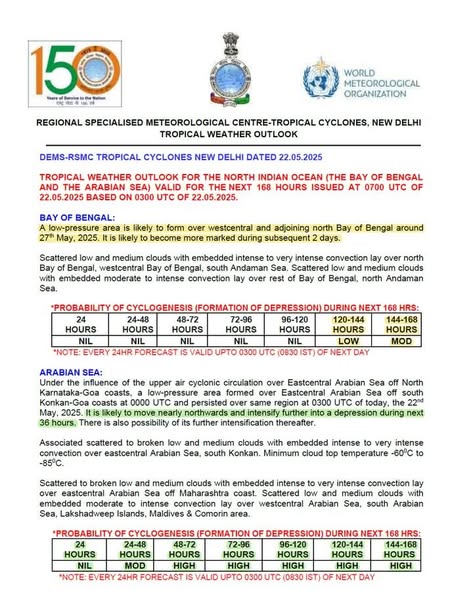 150
Years of Service to the Nation
WORLD
METEOROLOGICAL
ORGANIZATION
REGIONAL SPECIALISED METEOROLOGICAL CENTRE-TROPICAL CYCLONES, NEW DELHI
TROPICAL WEATHER OUTLOOK
DEMS-RSMC TROPICAL CYCLONES NEW DELHI DATED 22.05.2025
TROPICAL WEATHER OUTLOOK FOR THE NORTH INDIAN OCEAN (THE BAY OF BENGAL
AND THE ARABIAN SEA) VALID FOR THE NEXT 168 HOURS ISSUED AT 0700 UTC OF
22.05.2025 BASED ON 0300 UTC OF 22.05.2025.
BAY OF BENGAL:
A low-pressure area is likely to form over westcentral and adjoining north Bay of Bengal around
27th May, 2025. It is likely to become more marked during subsequent 2 days.
Scattered low and medium clouds with embedded intense to very intense convection lay over north
Bay of Bengal, westcentral Bay of Bengal, south Andaman Sea. Scattered low and medium clouds
with embedded moderate to intense convection lay over rest of Bay of Bengal, north Andaman
Sea.
*PROBABILITY OF CYCLOGENESIS (FORMATION OF DEPRESSION) DURING NEXT 168 HRS:
24 24-48 48-72 72-96 96-120 120-144 144-168
HOURS HOURS HOURS HOURS HOURS HOURS HOURS
NIL NIL NIL NIL NIL LOW MOD
*NOTE: EVERY 24HR FORECAST IS VALID UPTO 0300 UTC (0830 IST) OF NEXT DAY
ARABIAN SEA:
Under the influence of the upper air cyclonic circulation over Eastcentral Arabian Sea off North
Karnataka-Goa coasts, a low-pressure area formed over Eastcentral Arabian Sea off south
Konkan-Goa coasts at 0000 UTC and persisted over same region at 0300 UTC of today, the 22nd
May, 2025. It is likely to move nearly northwards and intensify further into a depression during next
36 hours. There is also possibility of its further intensification thereafter.
Associated scattered to broken low and medium clouds with embedded intense to very intense
convection over eastcentral Arabian Sea, south Konkan. Minimum cloud top temperature -60⁰C to
-85⁰C.
Scattered to broken low and medium clouds with embedded intense to very intense convection lay
over eastcentral Arabian Sea off Maharashtra coast. Scattered low and medium clouds with
embedded moderate to intense convection lay over westcentral Arabian Sea, south Arabian
Sea, Lakshadweep Islands, Maldives & Comorin area.
*PROBABILITY OF CYCLOGENESIS (FORMATION OF DEPRESSION) DURING NEXT 168 HRS:
24 24-48 48-72 72-96 96-120 120-144 144-168
HOURS HOURS HOURS HOURS HOURS HOURS HOURS
NIL MOD HIGH HIGH HIGH HIGH HIGH
*NOTE: EVERY 24HR FORECAST IS VALID UPTO 0300 UTC (0830 IST) OF NEXT DAY